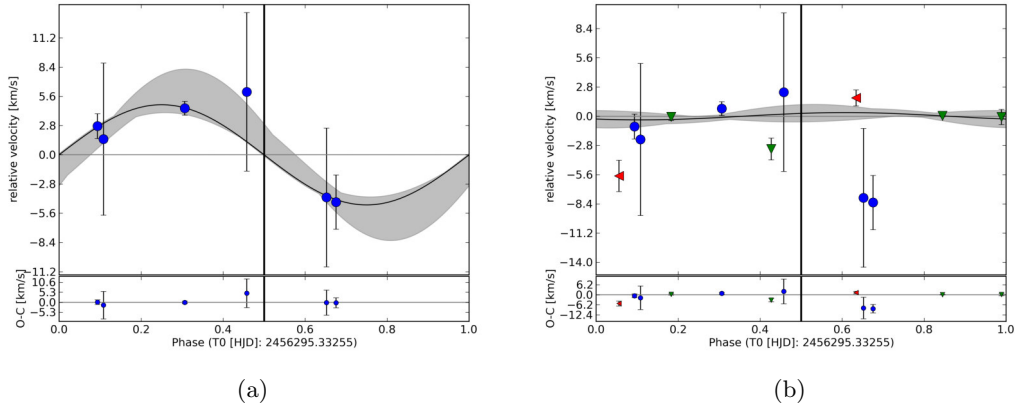 11.2
8.4
5.6
2.8
0.0
−2.8
−5.6
−8.4
−11.2
relative velocity [km/s]
10.6
5.3
0.0
−5.3
O-C [km/s]
0.0 0.2 0.4 0.6 0.8 1.0
Phase (T0 [HJD]: 2456295.33255)
(a)
8.4
5.6
2.8
0.0
−2.8
−5.6
−8.4
−11.2
−14.0
relative velocity [km/s]
6.2
0.0
−6.2
−12.4
O-C [km/s]
0.0 0.2 0.4 0.6 0.8 1.0
Phase (T0 [HJD]: 2456295.33255)
(b)